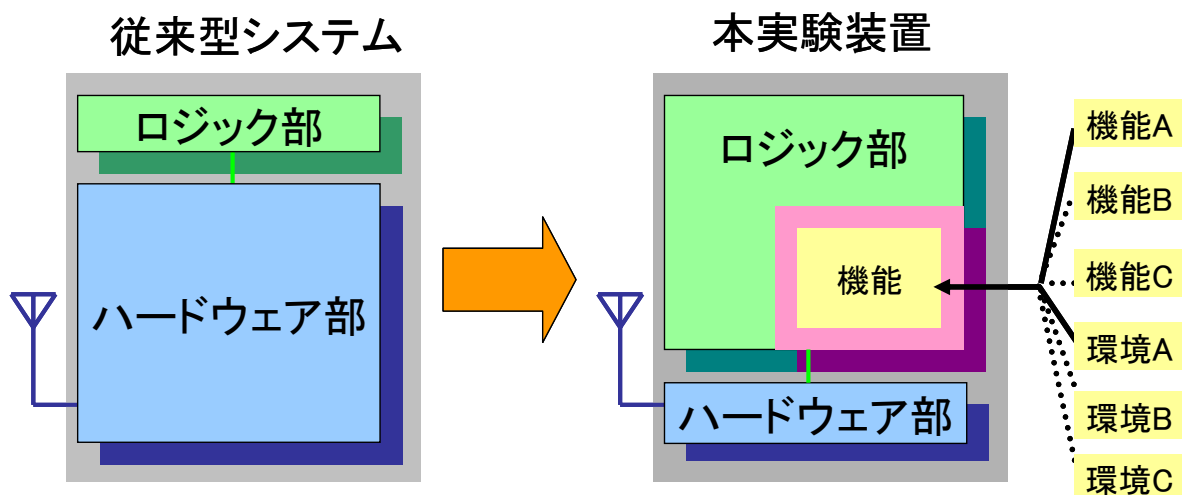 従来型システム
ロジック部
ハードウェア部
本実験装置
ロジック部
機能
ハードウェア部
機能A
機能B
機能C
環境A
環境B
環境C